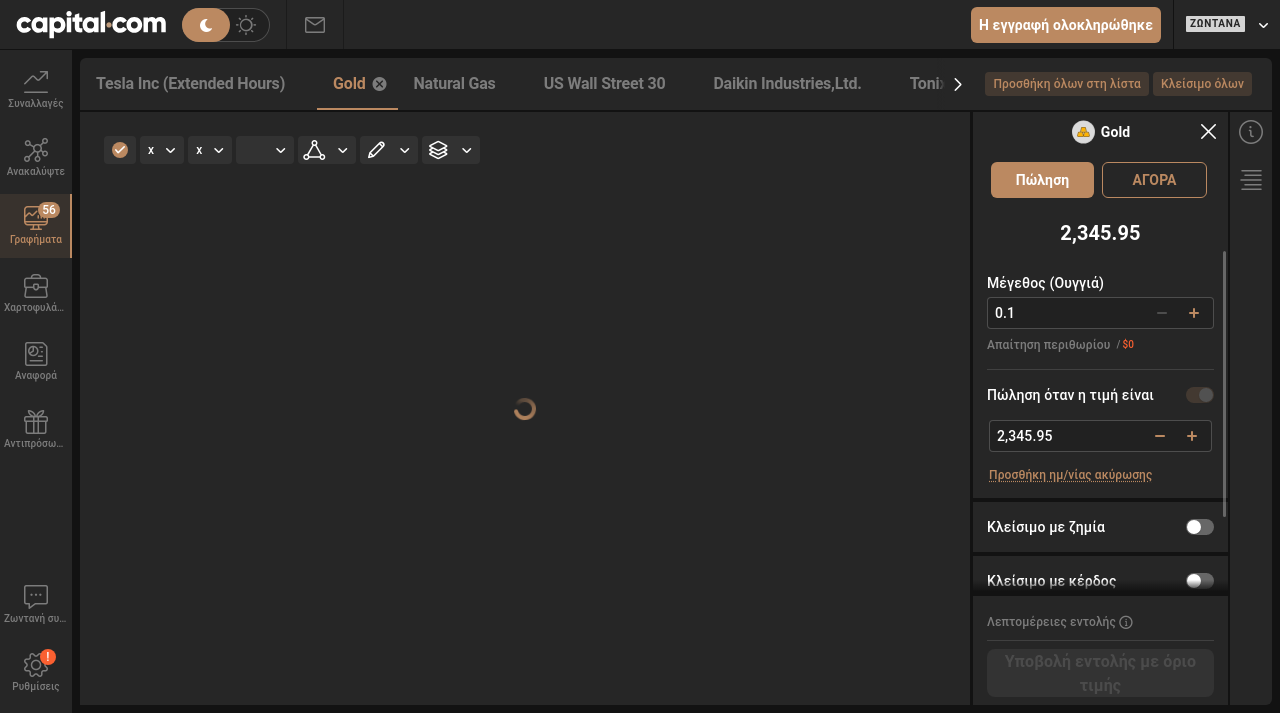 capital.com
Η εγγραφή ολοκληρώθηκε
ΖΩΝΤΑΝΑ
Συναλλαγές
Ανακαλύψτε
56
Γραφήματα
Χαρτοφυλά...
Αναφορά
Αντιπρόσω...
Ζωντανή συ...
!
Ρυθμίσεις
Tesla Inc (Extended Hours)
Gold
Natural Gas
US Wall Street 30
Daikin Industries,Ltd.
Προσθήκη όλων στη λίστα
Κλείσιμο όλων
x
x
Gold
Πώληση
ΑΓΟΡΑ
2,345.95
Μέγεθος (Ουγγιά)
0.1
Απαίτηση περιθωρίου / $0
Πώληση όταν η τιμή είναι
2,345.95
Προσθήκη ημ/νίας ακύρωσης
Κλείσιμο με ζημία
Κλείσιμο με κέρδος
Λεπτομέρειες εντολής
Υποβολή εντολής με όριο
τιμής